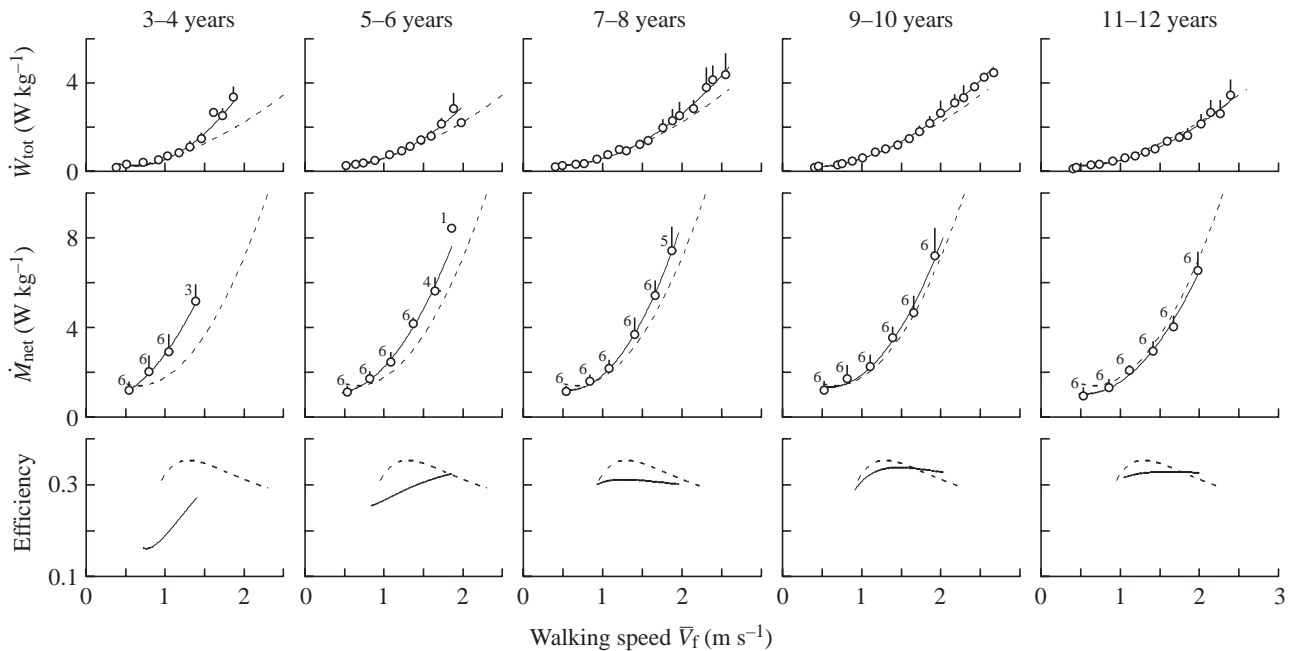 3–4 years 5–6 years 7–8 years 9–10 years 11–12 years
Ẇtot (W kg–1)
4
0
Ṁnet (W kg–1)
8
4
0
6 6 6 3
6 6 6 6 4 1
6 6 6 6 6 5
6 6 6 6 6 6
6 6 6 6 6 6
Efficiency
0.3
0.1
0 1 2 0 1 2 0 1 2 0 1 2 0 1 2 3
Walking speed V̅f (m s–1)